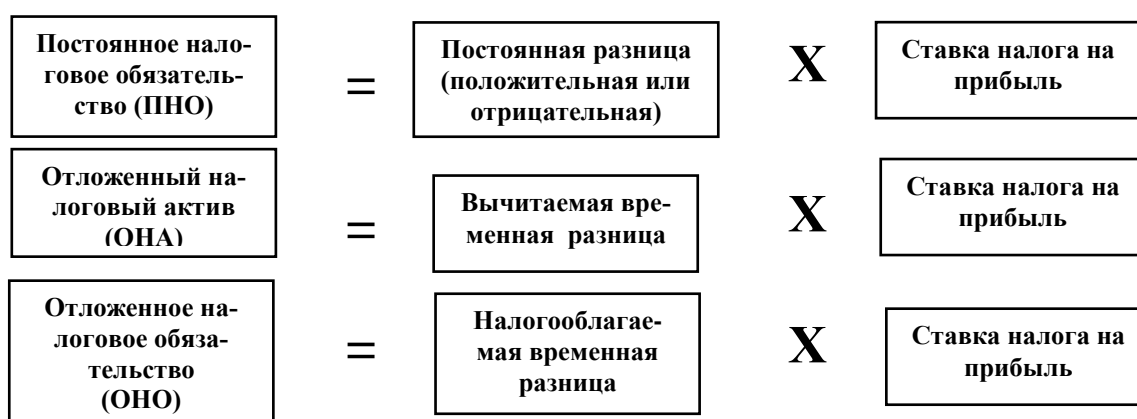 Постоянное нало-
говое обязатель-
ство (ПНО)
=
Постоянная разница
(положительная или
отрицательная)
X
Ставка налога на
прибыль
Отложенный на-
логовый актив
(ОНА)
=
Вычитаемая вре-
менная разница
X
Ставка налога на
прибыль
Отложенное на-
логовое обяза-
тельство
(ОНО)
=
Налогооблагае-
мая временная
разница
X
Ставка налога на
прибыль